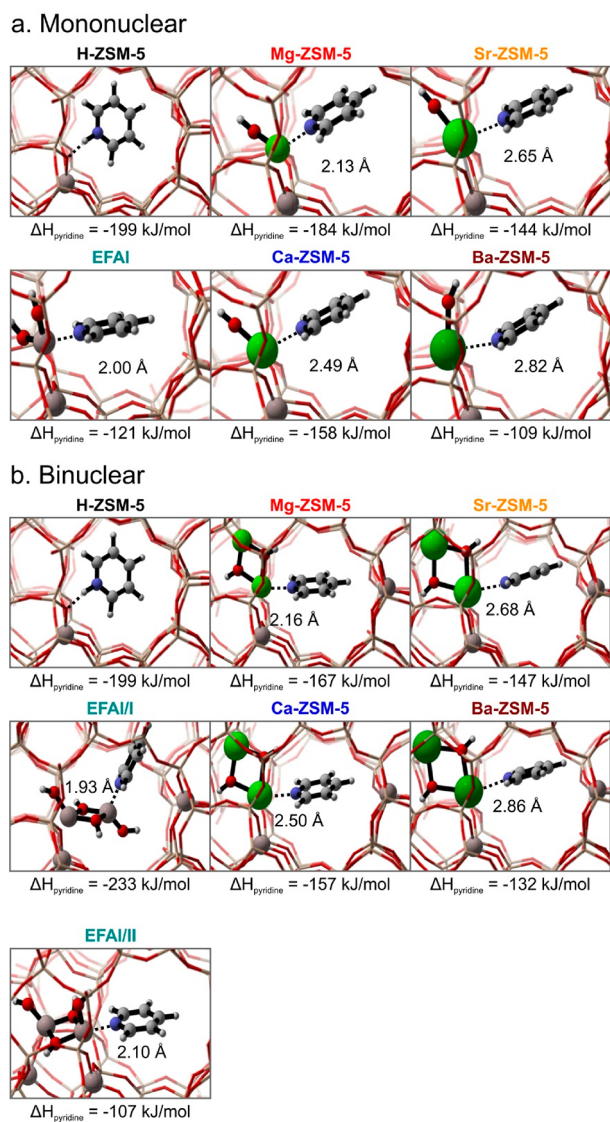 a. Mononuclear
H-ZSM-5 Mg-ZSM-5 Sr-ZSM-5
2.13 Å 2.65 Å
ΔHpyridine = -199 kJ/mol ΔHpyridine = -184 kJ/mol ΔHpyridine = -144 kJ/mol
EFAl Ca-ZSM-5 Ba-ZSM-5
2.00 Å 2.49 Å 2.82 Å
ΔHpyridine = -121 kJ/mol ΔHpyridine = -158 kJ/mol ΔHpyridine = -109 kJ/mol
b. Binuclear
H-ZSM-5 Mg-ZSM-5 Sr-ZSM-5
2.16 Å 2.68 Å
ΔHpyridine = -199 kJ/mol ΔHpyridine = -167 kJ/mol ΔHpyridine = -147 kJ/mol
EFAl/I Ca-ZSM-5 Ba-ZSM-5
1.93 Å 2.50 Å 2.86 Å
ΔHpyridine = -233 kJ/mol ΔHpyridine = -157 kJ/mol ΔHpyridine = -132 kJ/mol
EFAl/II
2.10 Å
ΔHpyridine = -107 kJ/mol